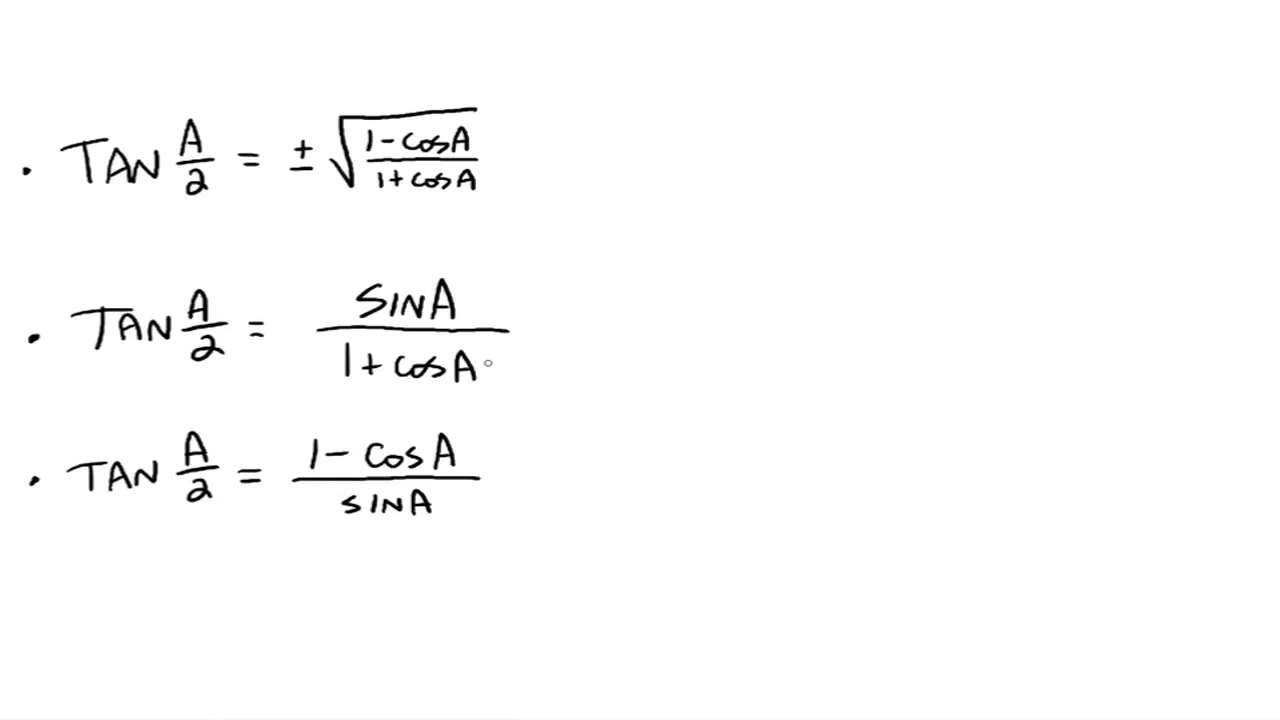 · TAN A/2 = ± √((1 - cosA)/(1 + cosA))
· TAN A/2 = SINA/(1 + cosA)
· TAN A/2 = (1 - cosA)/SINA